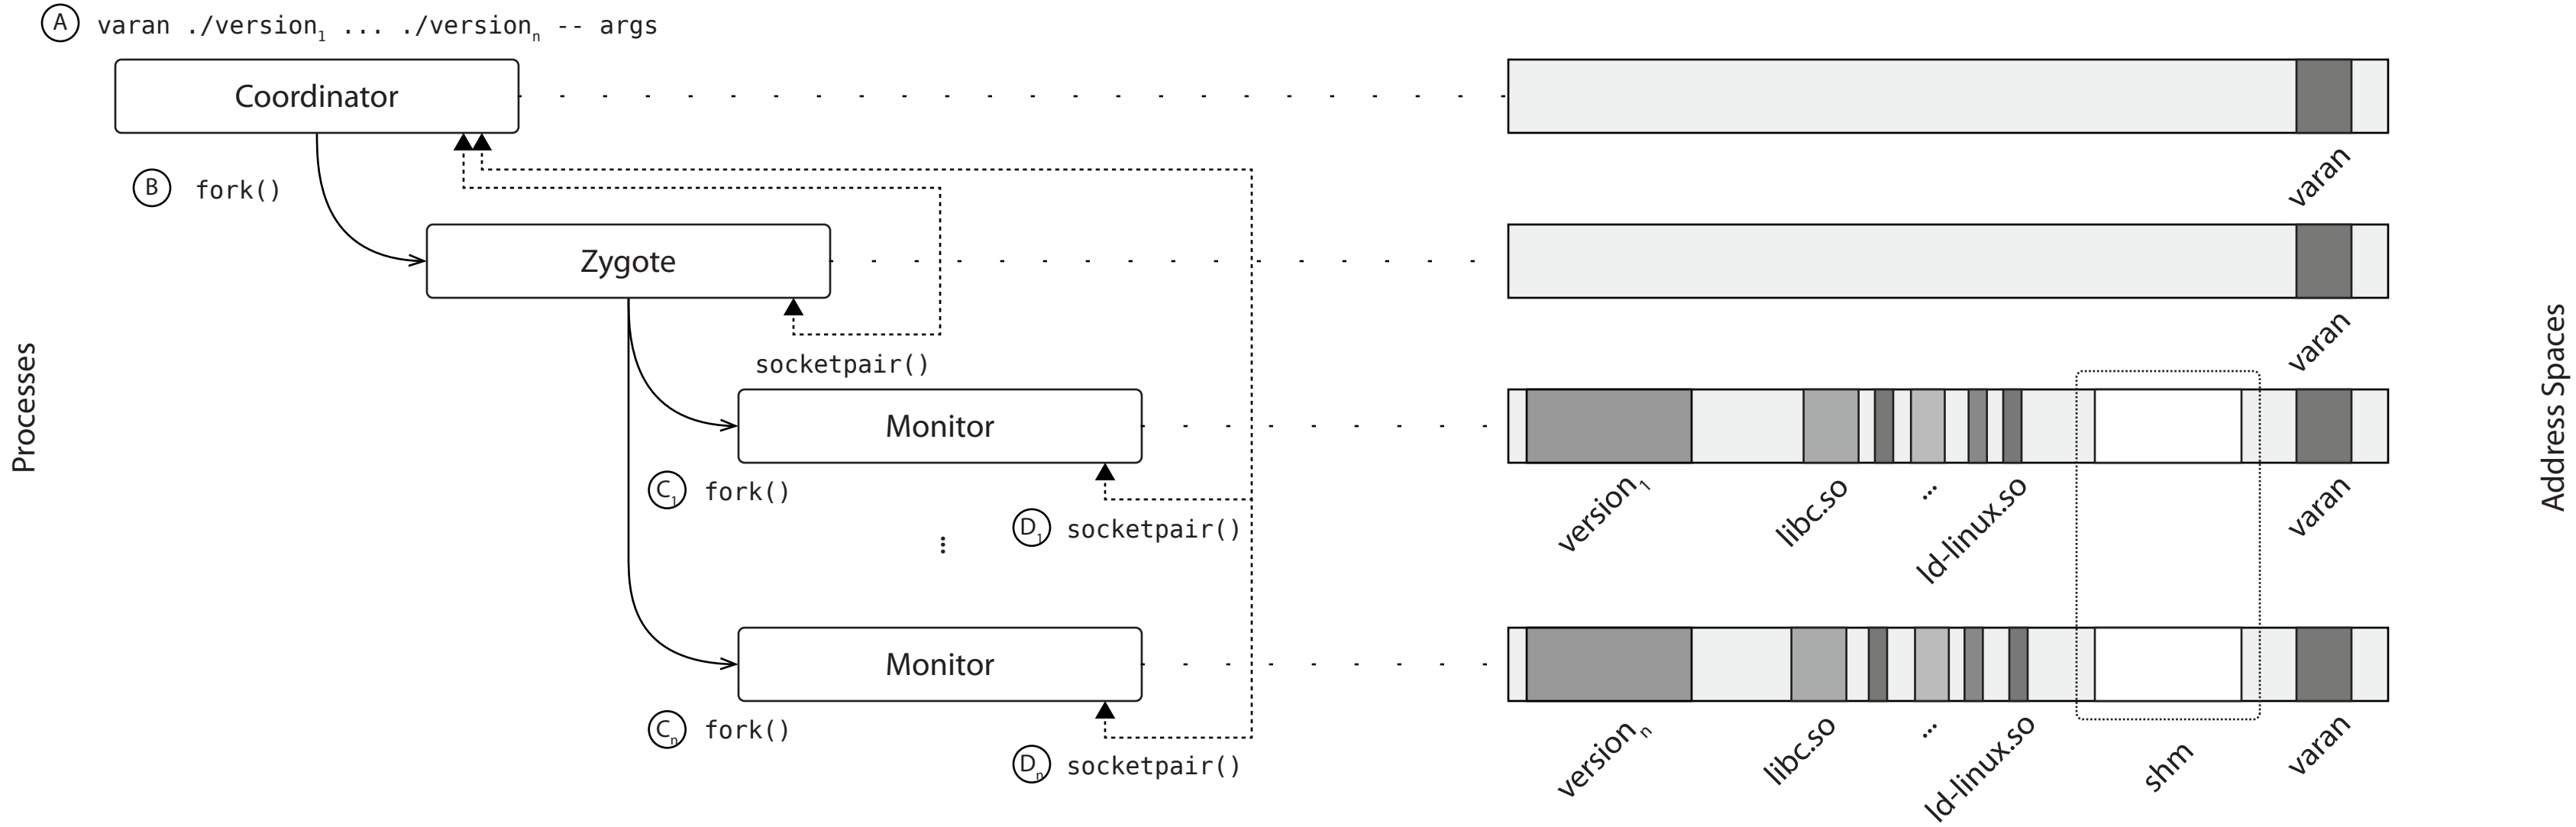 A varan ./version1 ... ./versionn -- args
Coordinator
varan
B fork()
Zygote
varan
socketpair()
Processes
Address Spaces
Monitor
C1 fork()
D1 socketpair()
version1
libc.so
...
ld-linux.so
varan
Monitor
Cn fork()
Dn socketpair()
versionn
libc.so
...
ld-linux.so
shm
varan